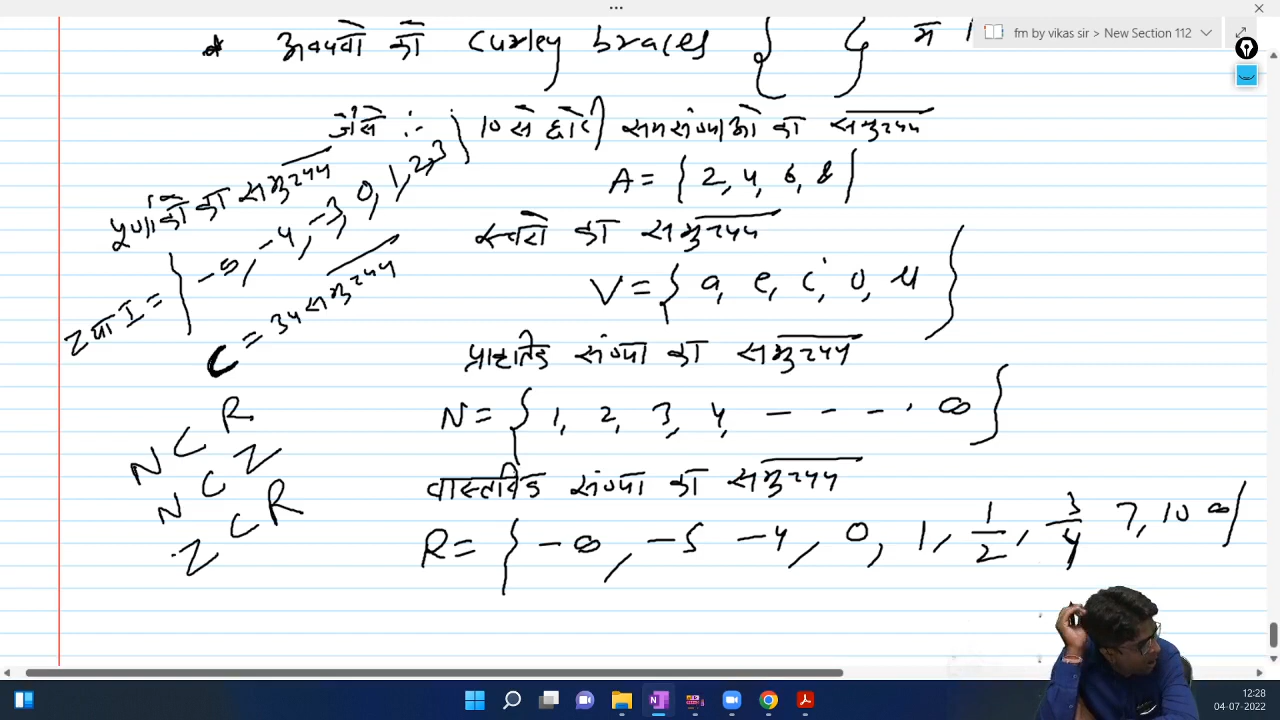 * अवयवों को curley braces { } में
fm by vikas sir > New Section 112
जैसे :- 10 से छोटी समसंख्याओं का समुच्चय
A = { 2, 4, 6, 8 }
स्वरों का समुच्चय
V = { a, e, i, o, u }
प्राकृतिक संख्या का समुच्चय
N = { 1, 2, 3, 4, - - - . ∞ }
वास्तविक संख्या का समुच्चय
R = { -∞, -5 -4, 0, 1, 1/2, 3/4 7, 10 ∞ }
पूर्णांकों का समुच्चय
Z या I = { -5, -4, -3, 0, 1, 2, 3 }
⊂ = उपसमुच्चय
N ⊂ R
N ⊂ Z
Z ⊂ R
12:28
04-07-2022